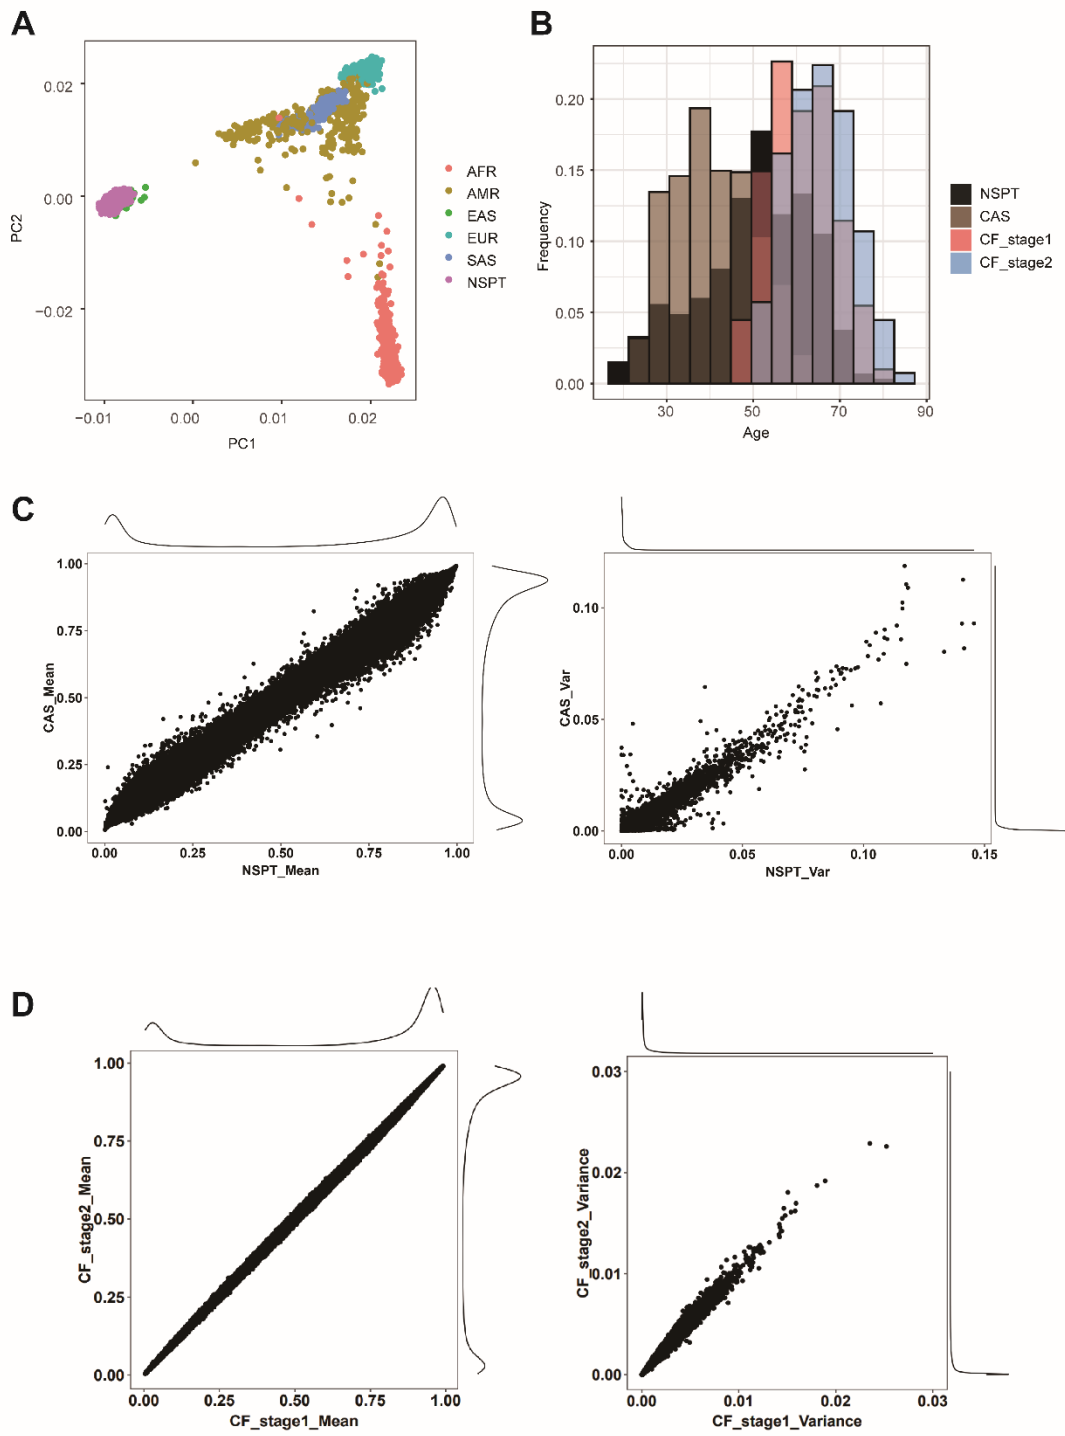 A
0.02
0.00
−0.02
PC2
−0.01
0.00
0.01
0.02
PC1
AFR
AMR
EAS
EUR
SAS
NSPT
B
0.20
0.15
0.10
0.05
0.00
Frequency
30
50
70
90
Age
NSPT
CAS
CF_stage1
CF_stage2
C
1.00
0.75
0.50
0.25
0.00
CAS_Mean
0.00
0.25
0.50
0.75
1.00
NSPT_Mean
0.10
0.05
0.00
CAS_Var
0.00
0.05
0.10
0.15
NSPT_Var
D
1.00
0.75
0.50
0.25
0.00
CF_stage2_Mean
0.00
0.25
0.50
0.75
1.00
CF_stage1_Mean
0.03
0.02
0.01
0.00
CF_stage2_Variance
0.00
0.01
0.02
0.03
CF_stage1_Variance